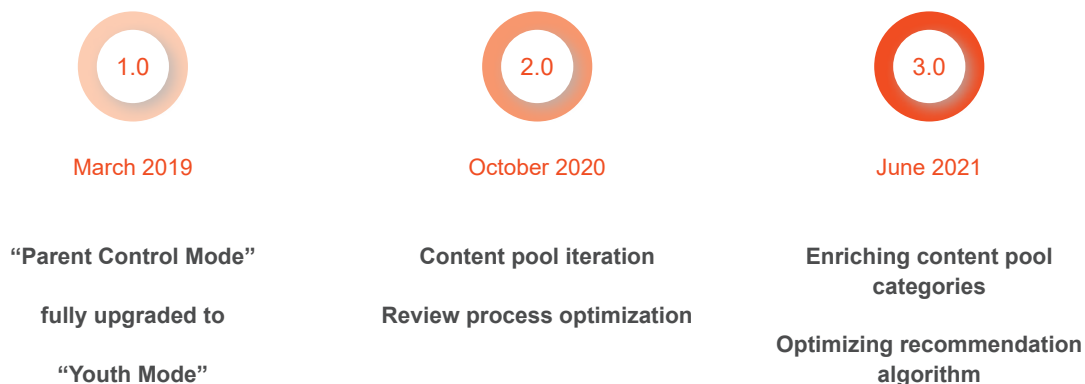 1.0
March 2019
“Parent Control Mode”
fully upgraded to
“Youth Mode”
2.0
October 2020
Content pool iteration
Review process optimization
3.0
June 2021
Enriching content pool
categories
Optimizing recommendation
algorithm